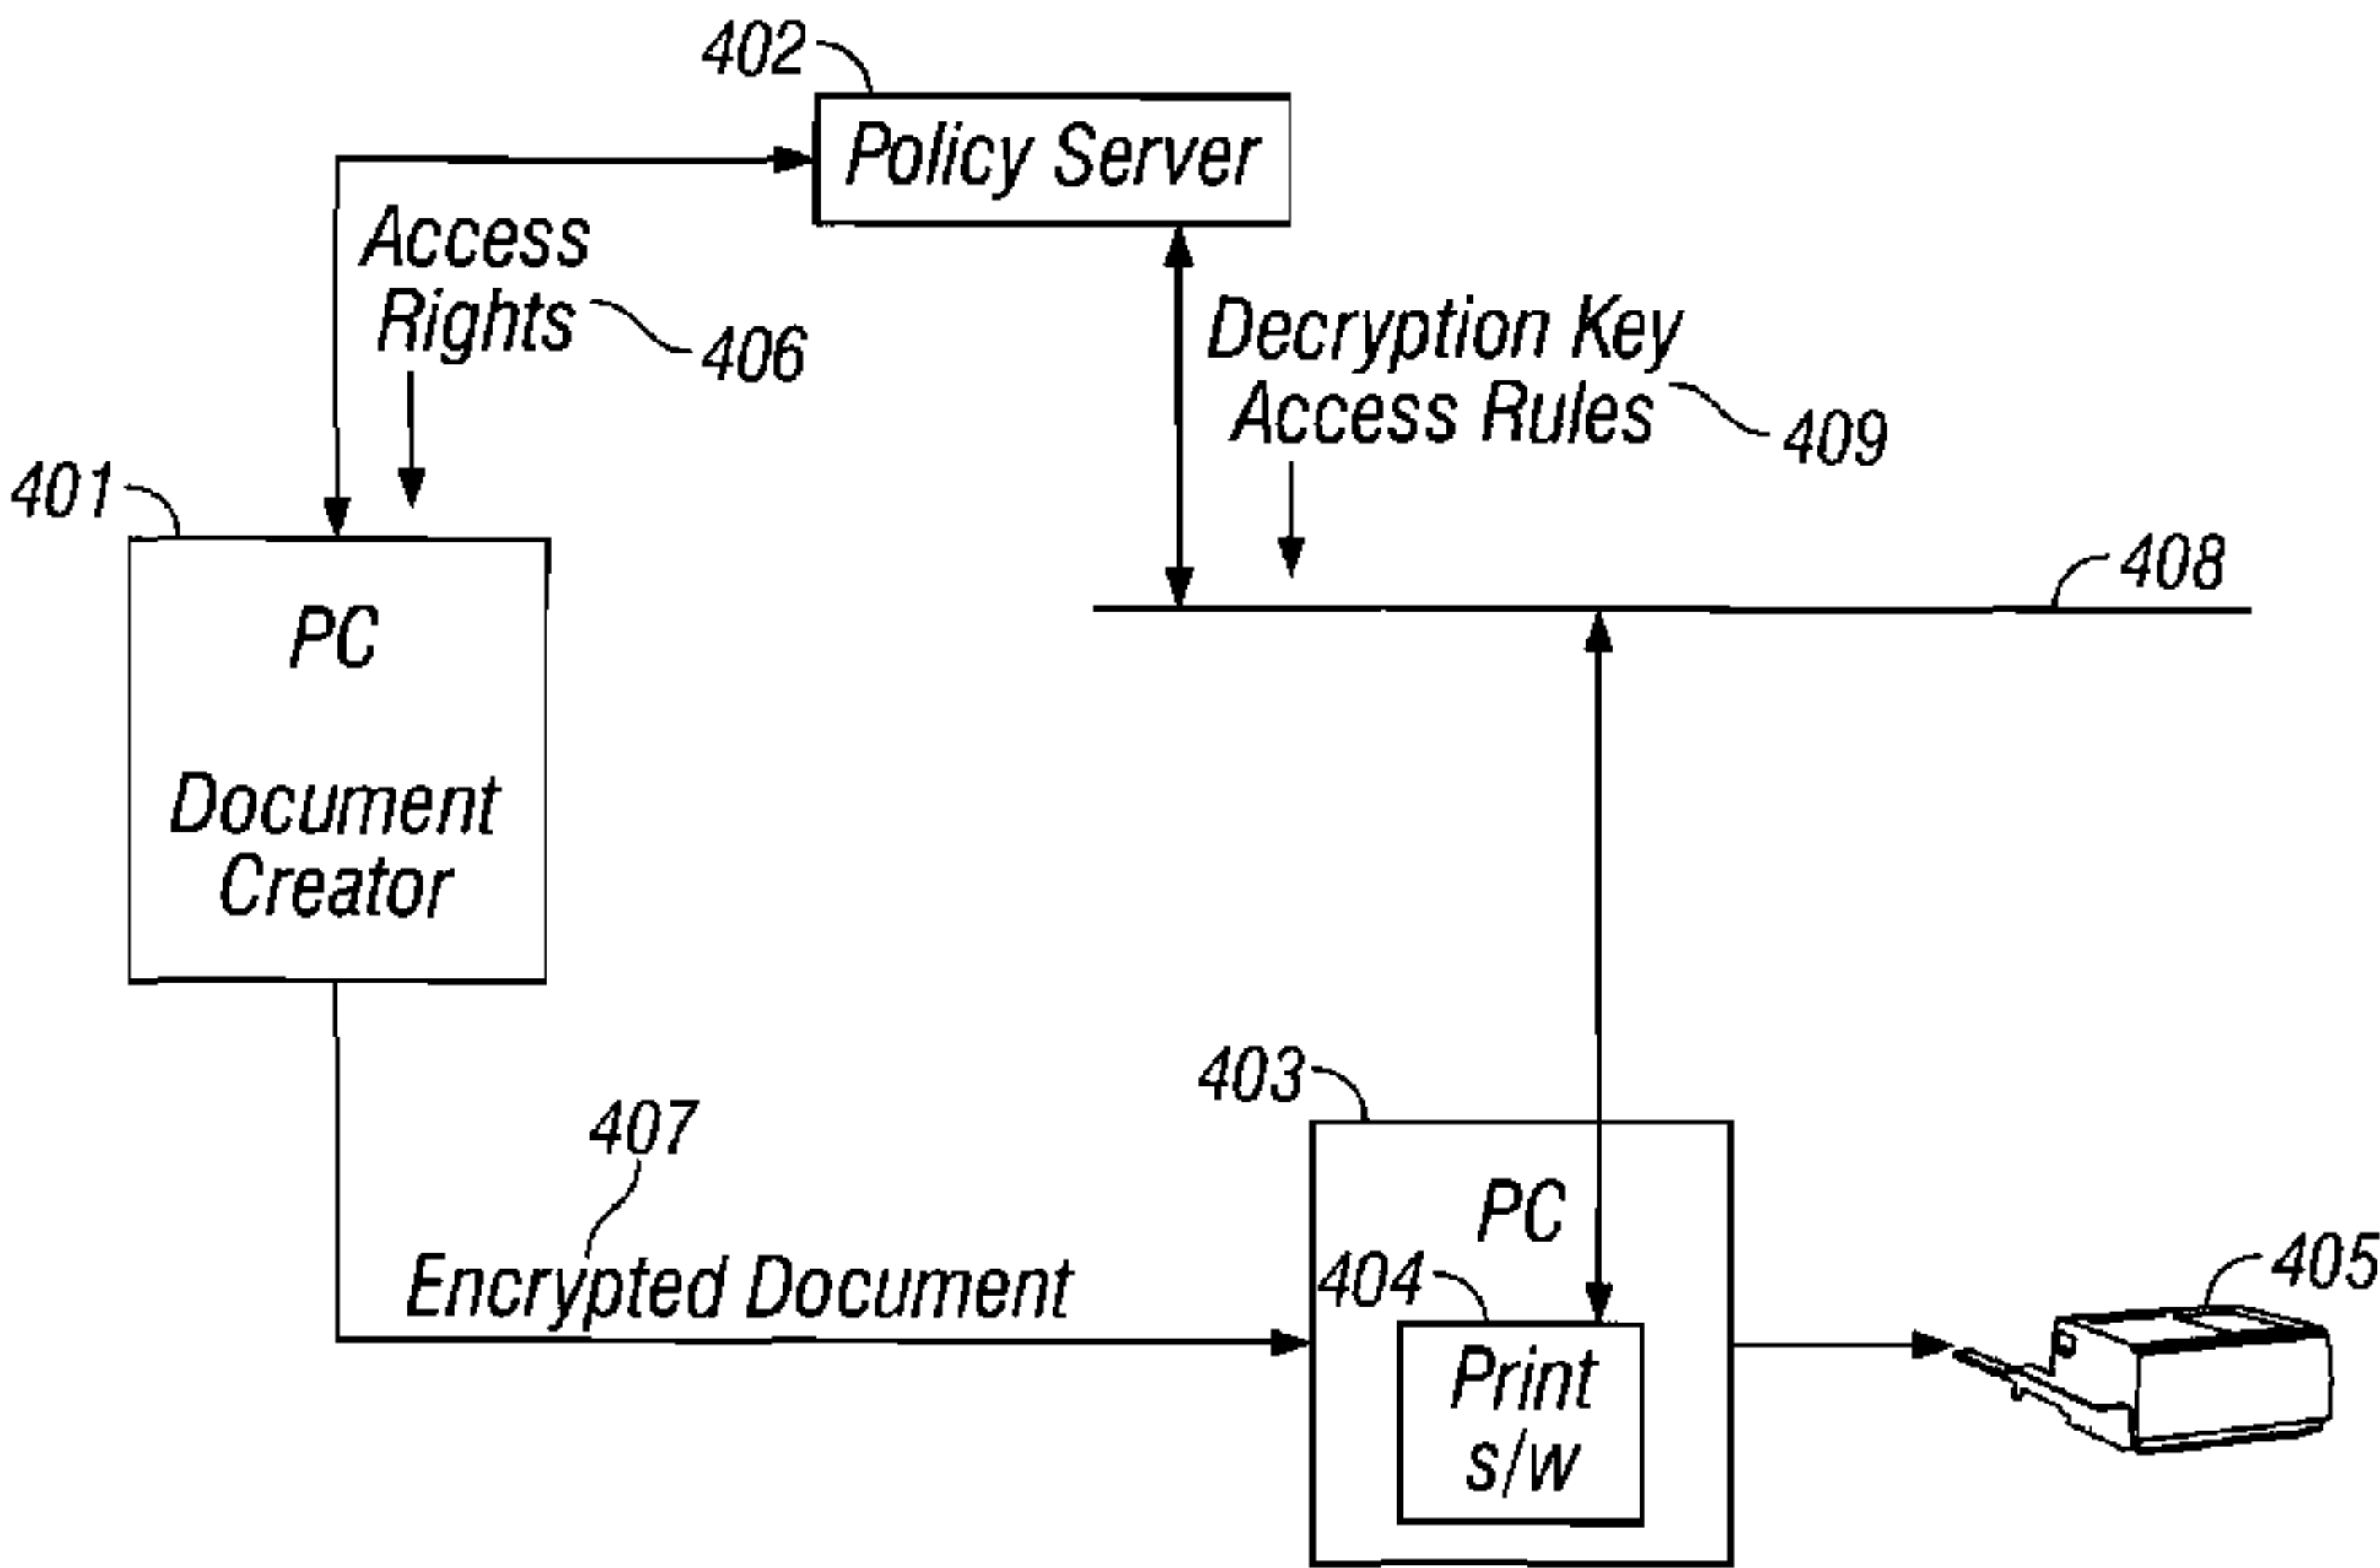 402
Policy Server
Access
Rights
406
Decryption Key
Access Rules
409
401
408
PC
Document
Creator
403
407
PC
Encrypted Document
404
405
Print
s/w